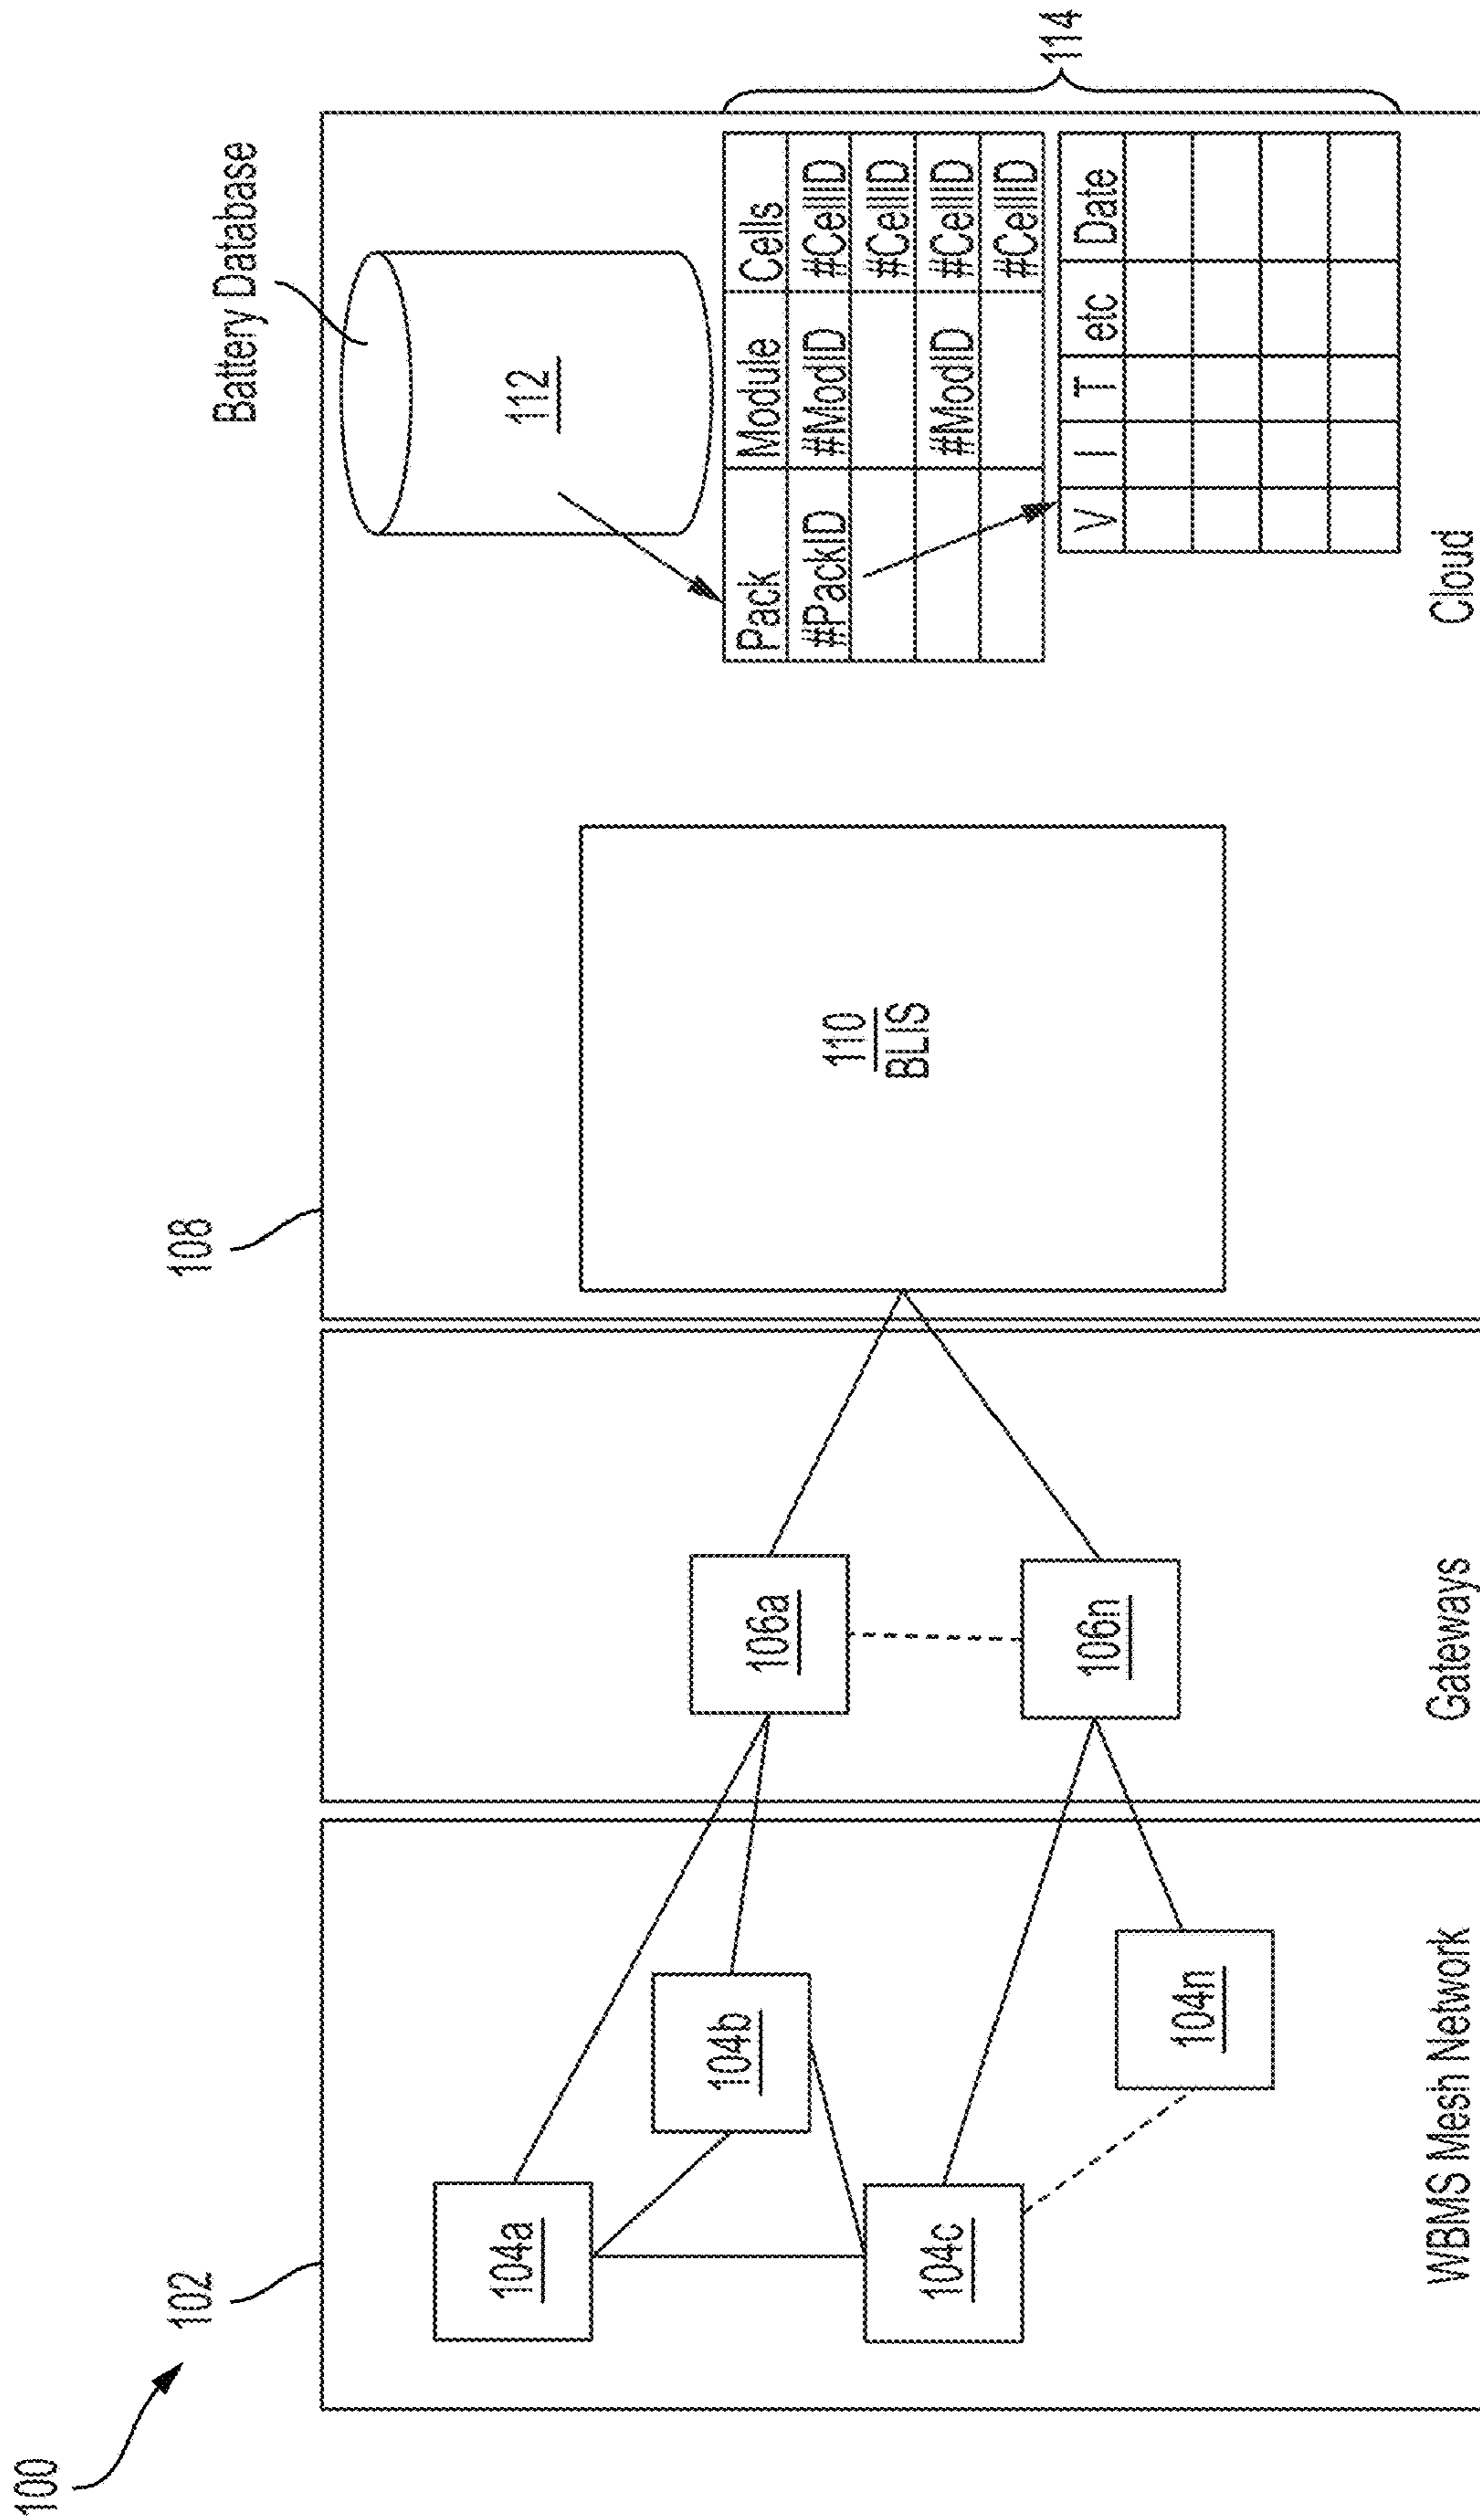 100
102
108
Battery Database
104a
104b
104c
104n
WBMS Mesh Network
106a
106n
Gateways
110
BLIS
112
Pack Module Cells
#PackID #ModID #CellID
#CellID
#ModID #CellID
#CellID
V I T etc Date
114
Cloud